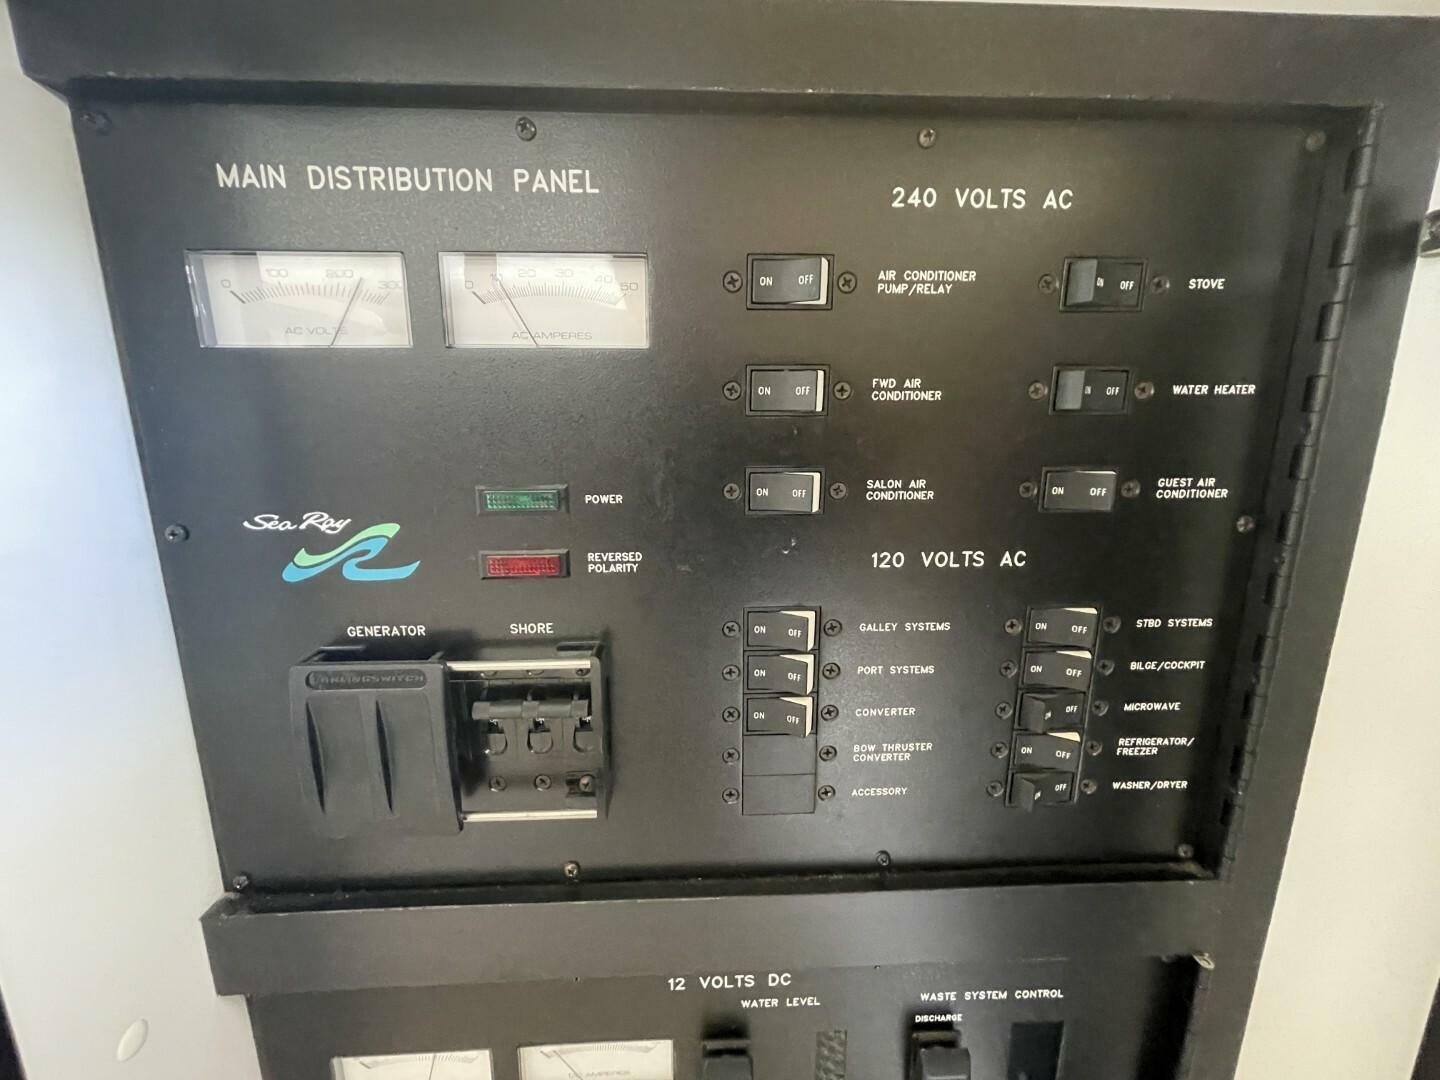 MAIN DISTRIBUTION PANEL
0 100 200 300
AC VOLTS
0 10 20 30 40 50
AC AMPERES
POWER
REVERSED
POLARITY
Sea Ray
GENERATOR
SHORE
240 VOLTS AC
ON OFF
AIR CONDITIONER
PUMP/RELAY
ON OFF
STOVE
ON OFF
FWD AIR
CONDITIONER
ON OFF
WATER HEATER
ON OFF
SALON AIR
CONDITIONER
ON OFF
GUEST AIR
CONDITIONER
120 VOLTS AC
ON OFF
GALLEY SYSTEMS
ON OFF
STBD SYSTEMS
ON OFF
PORT SYSTEMS
ON OFF
BILGE/COCKPIT
ON OFF
CONVERTER
ON OFF
MICROWAVE
BOW THRUSTER
CONVERTER
ON OFF
REFRIGERATOR/
FREEZER
ACCESSORY
ON OFF
WASHER/DRYER
12 VOLTS DC
WATER LEVEL
WASTE SYSTEM CONTROL
DISCHARGE
DC AMPERES